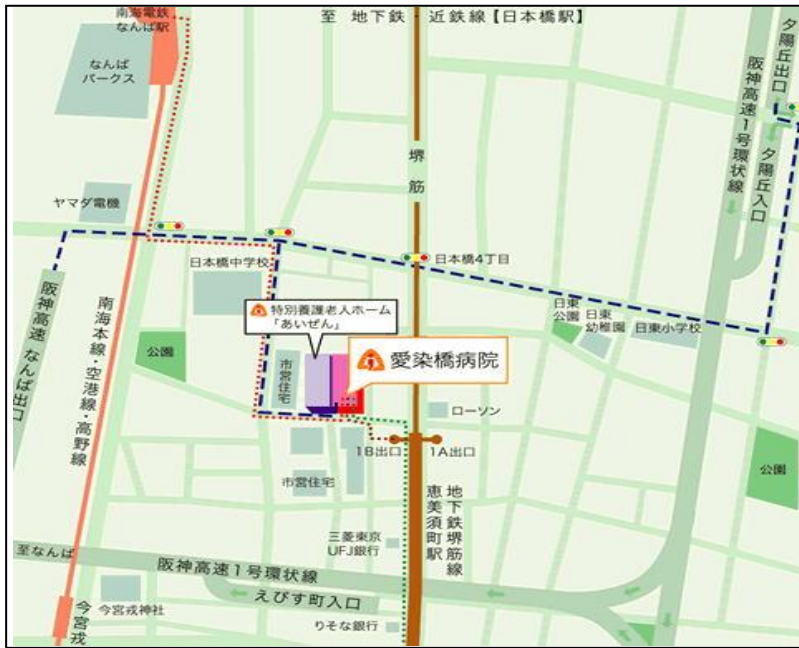 南海電鉄
なんば駅
至 地下鉄・近鉄線【日本橋駅】
夕陽丘出口
なんば
パークス
阪神高速1号環状線
夕陽丘入口
堺筋
ヤマダ電機
日本橋中学校
日本橋4丁目
特別養護老人ホーム
「あいぜん」
阪神高速 なんば出口
南海本線・空港線・高野線
公園
市営住宅
愛染橋病院
日東
公園
日東
幼稚園
日東小学校
ローソン
1B出口
1A出口
市営住宅
公園
地下鉄堺筋線
恵美須町駅
三菱東京
UFJ銀行
至なんば
阪神高速1号環状線
えびす町入口
今宮戎神社
今宮戎
りそな銀行